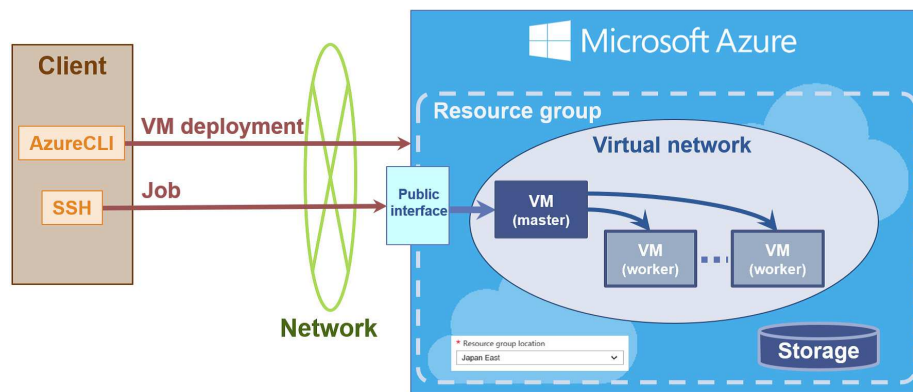 Client
AzureCLI
SSH
VM deployment
Job
Network
Microsoft Azure
Resource group
Virtual network
Public
interface
VM
(master)
VM
(worker)
VM
(worker)
* Resource group location
Japan East
Storage